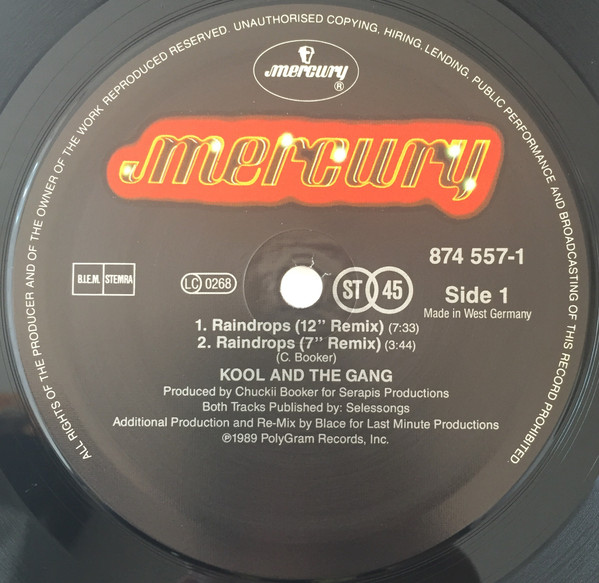 ALL RIGHTS OF THE PRODUCER AND OF THE OWNER OF THE WORK REPRODUCED RESERVED. UNAUTHORISED COPYING, HIRING, LENDING, PUBLIC PERFORMANCE AND BROADCASTING OF THIS RECORD PROHIBITED
mercury
®
mercury
874 557-1
B.I.E.M. STEMRA
LC 0268
ST 45
Side 1
Made in West Germany
1. Raindrops (12” Remix) (7:33)
2. Raindrops (7” Remix) (3:44)
(C. Booker)
KOOL AND THE GANG
Produced by Chuckii Booker for Serapis Productions
Both Tracks Published by: Selessongs
Additional Production and Re-Mix by Blace for Last Minute Productions
℗1989 PolyGram Records, Inc.